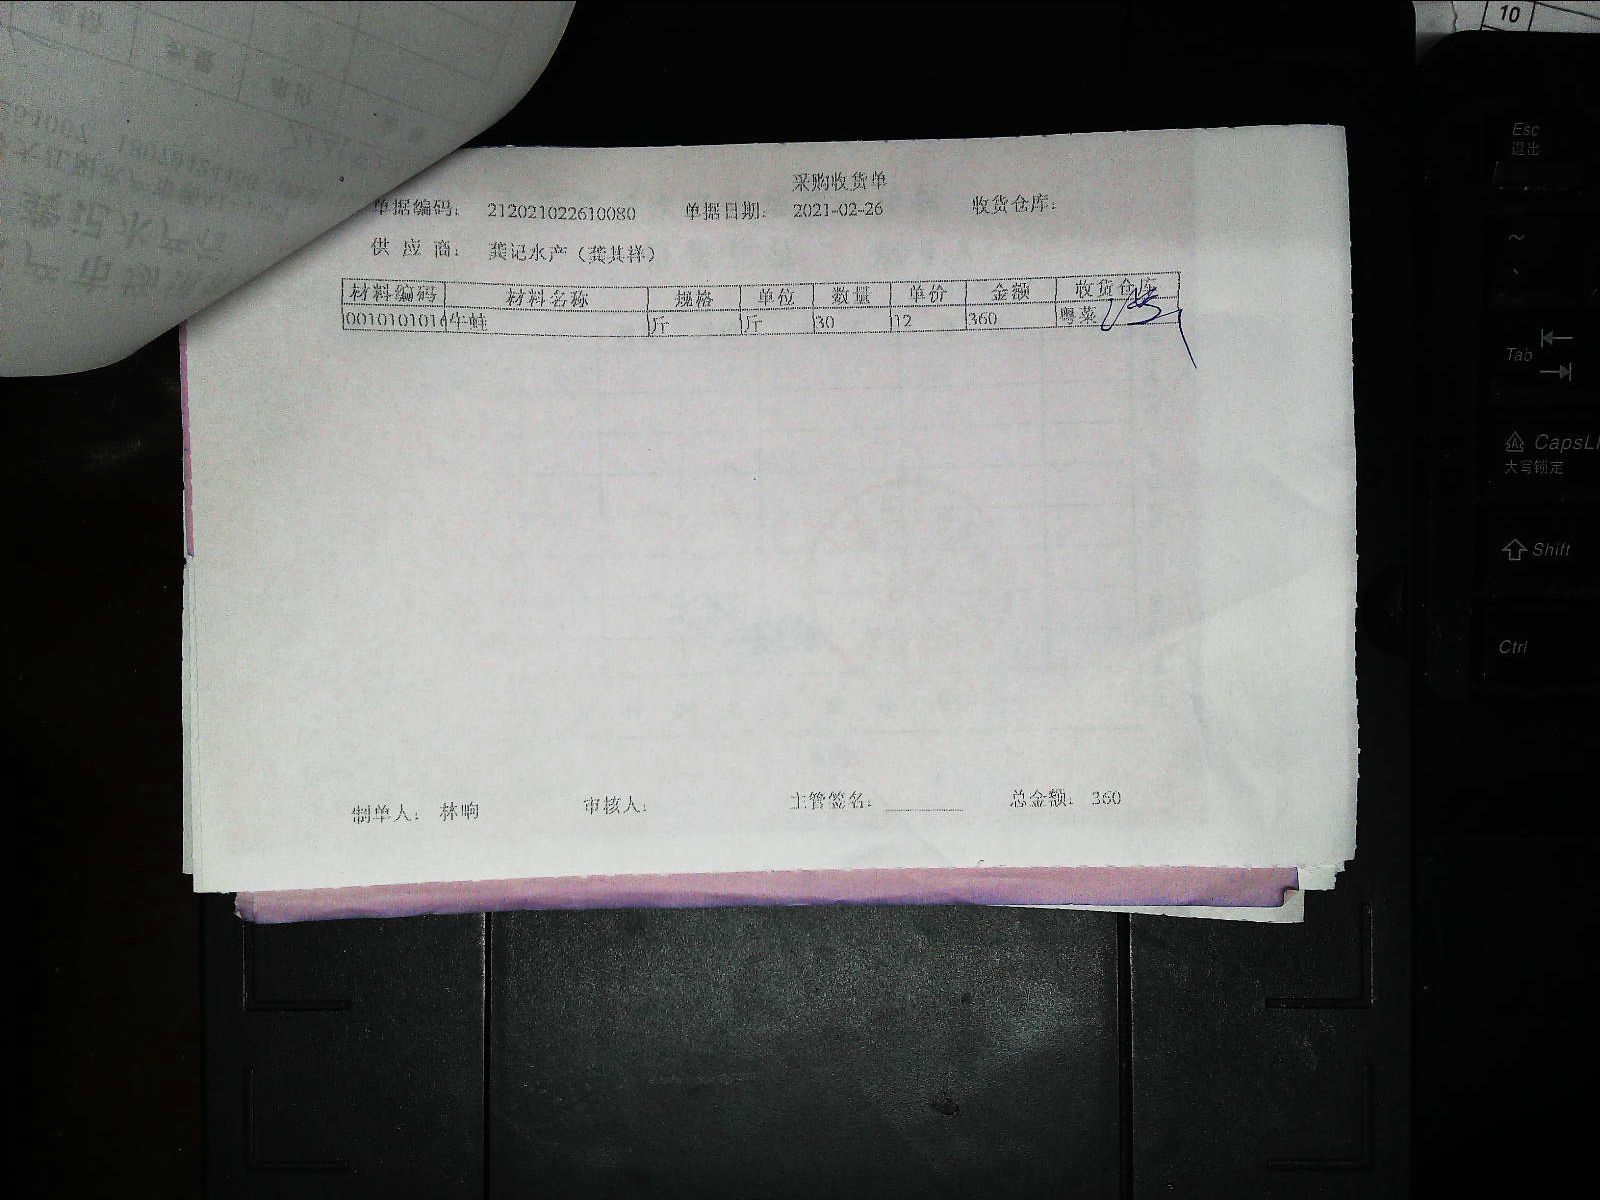 采购收货单
单据编码： 212021022610080 单据日期： 2021-02-26 收货仓库：
供 应 商： 龚记水产（龚其祥）
材料编码 材料名称 规格 单位 数量 单价 金额 收货仓库
0010101016 牛蛙 斤 斤 30 12 360 粤菜
制单人： 林响 审核人： 主管签名： ________ 总金额： 360
10
Esc
退出
~
Tab
CapsL
大写锁定
Shift
Ctrl